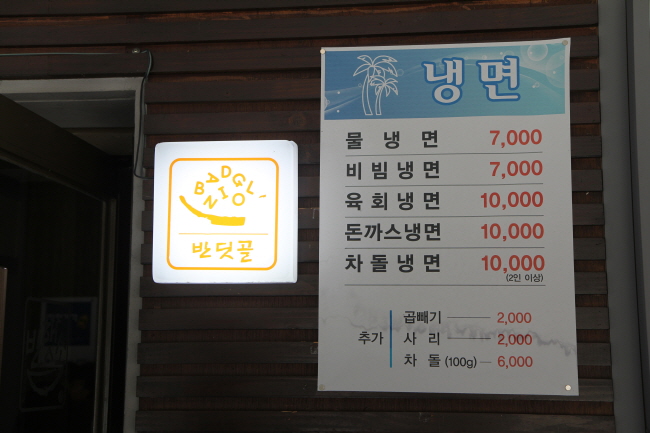 반딧골
냉면
물냉면 7,000
비빔냉면 7,000
육회냉면 10,000
돈까스냉면 10,000
차돌냉면 10,000
(2인 이상)
추가
곱빼기 2,000
사리 2,000
차돌 (100g) 6,000